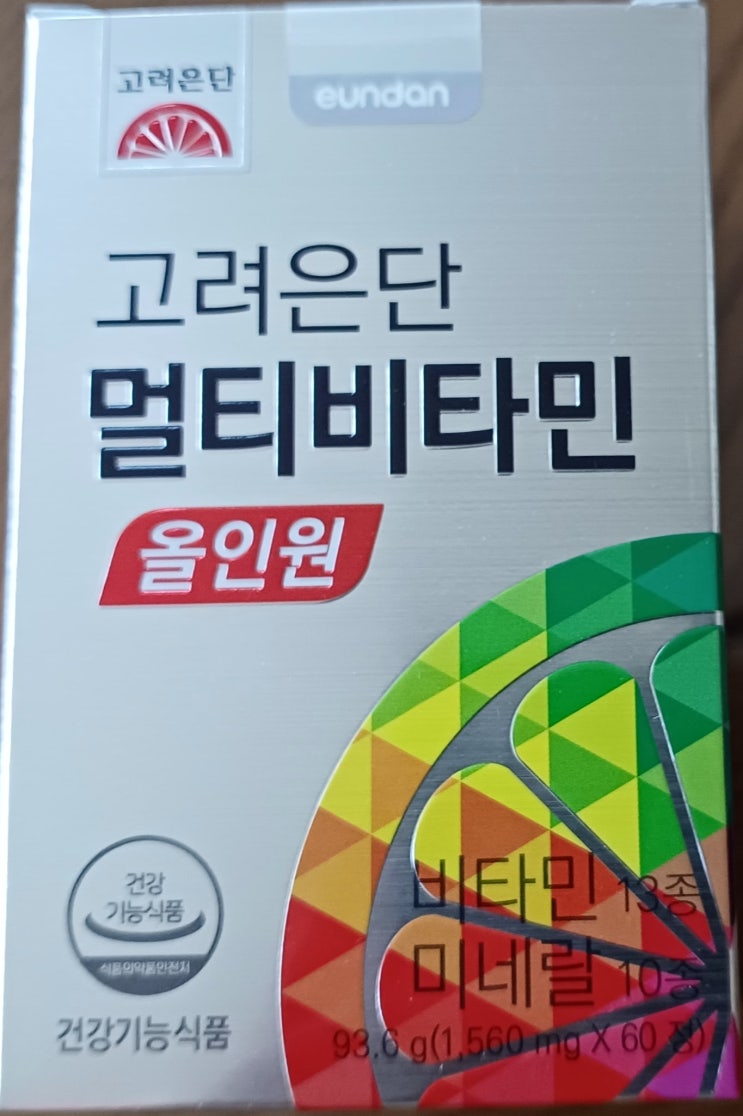 고려은단
eundan
고려은단
멀티비타민
올인원
비타민 13종
미네랄 10종
93.6 g(1,560 mg X 60 정)
건강
기능식품
식품의약품안전처
건강기능식품